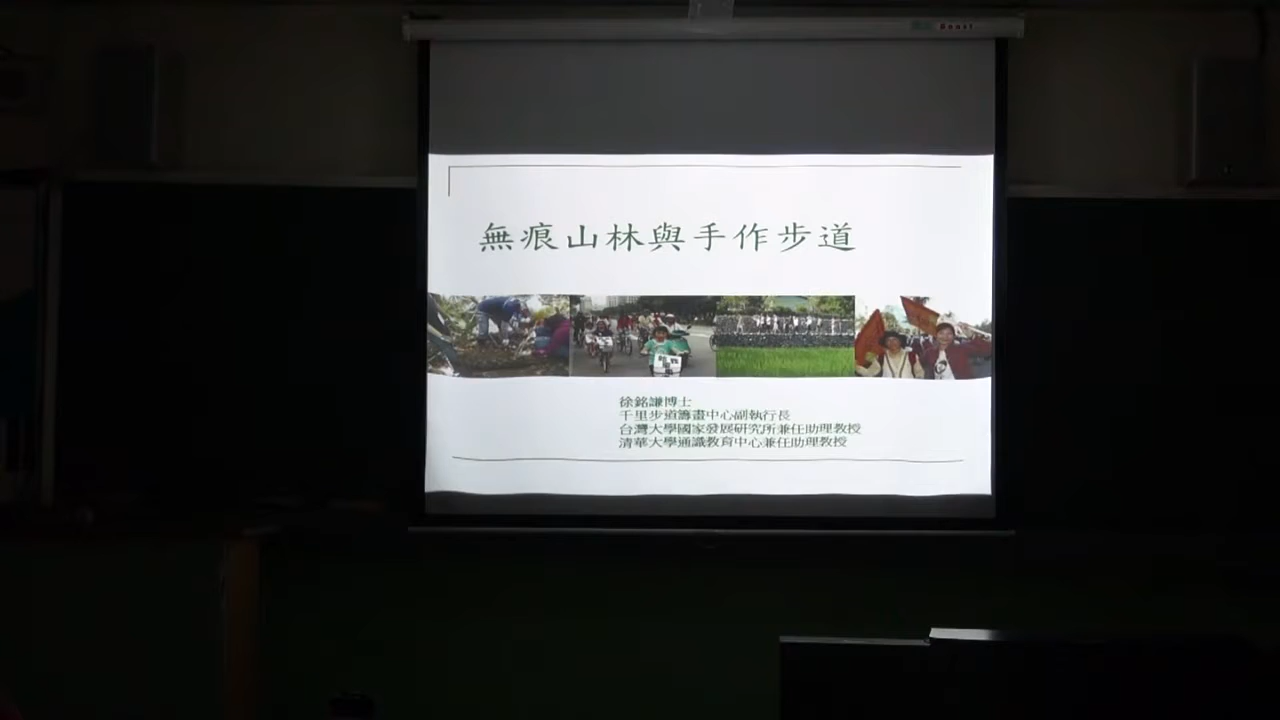 無痕山林與手作步道
徐銘謙博士
千里步道籌畫中心副執行長
台灣大學國家發展研究所兼任助理教授
清華大學通識教育中心兼任助理教授